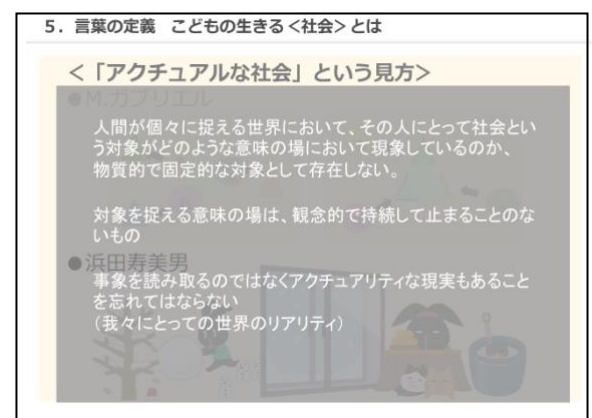 5．言葉の定義　こどもの生きる＜社会＞とは
＜「アクチュアルな社会」という見方＞
●M.ガブリエル
人間が個々に捉える世界において、その人にとって社会とい
う対象がどのような意味の場において現象しているのか、
物質的で固定的な対象として存在しない。
対象を捉える意味の場は、観念的で持続して止まることのな
いもの
●浜田寿美男
事象を読み取るのではなくアクチュアリティな現実もあること
を忘れてはならない
（我々にとっての世界のリアリティ）